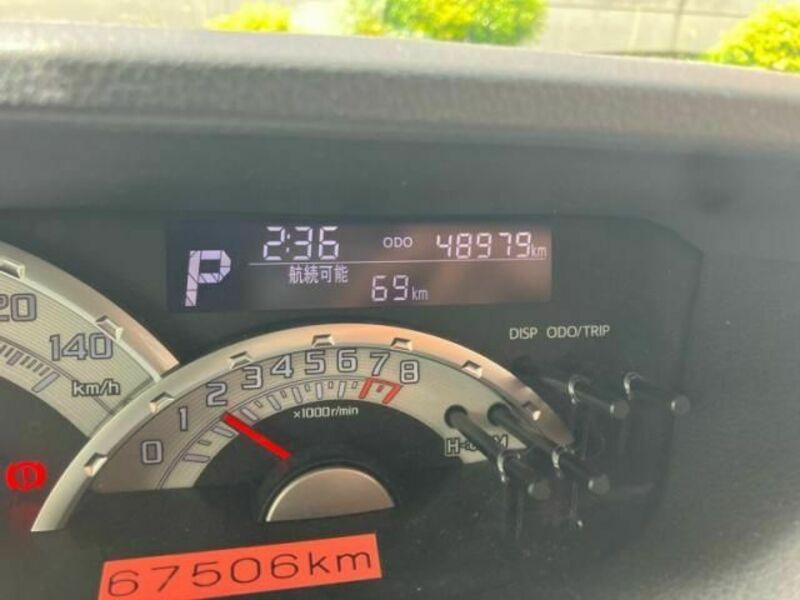 2:36 ODO 48979km
P
航続可能
69km
DISP ODO/TRIP
20 140
km/h
0 1 2 3 4 5 6 7 8
×1000r/min
67506km